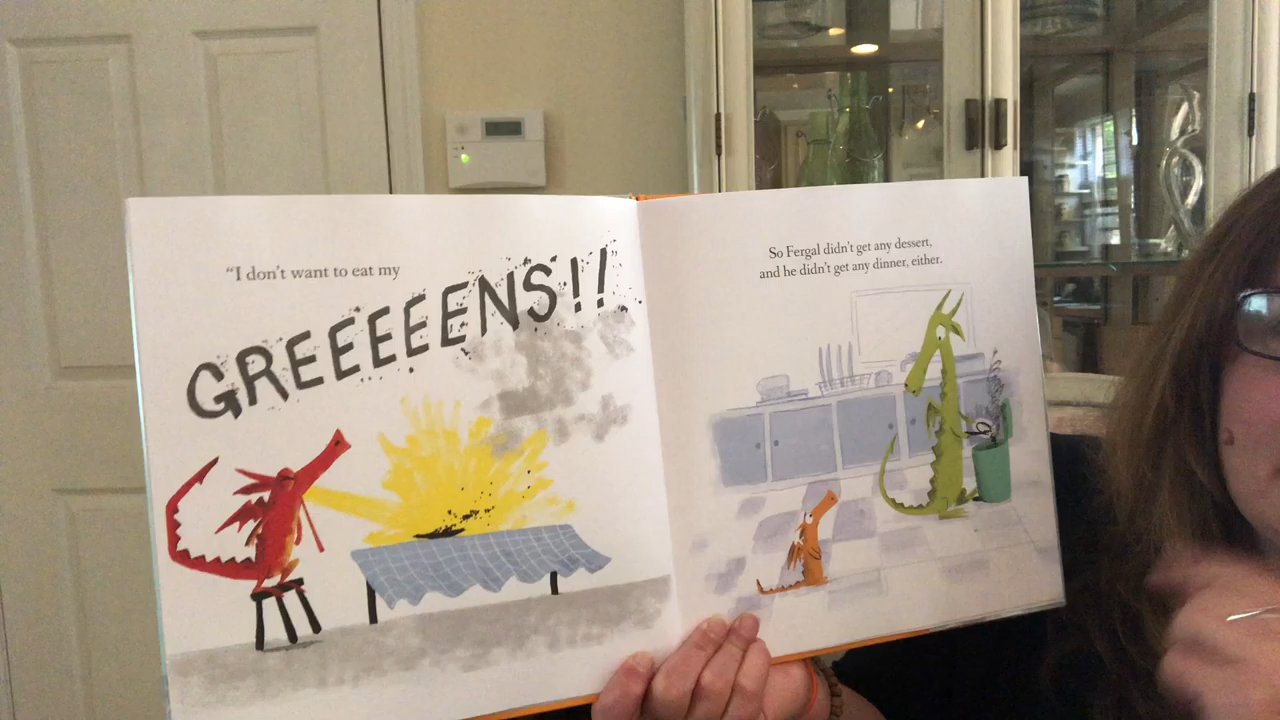 “I don’t want to eat my
GREEEEENS!!
So Fergal didn’t get any dessert,
and he didn’t get any dinner, either.